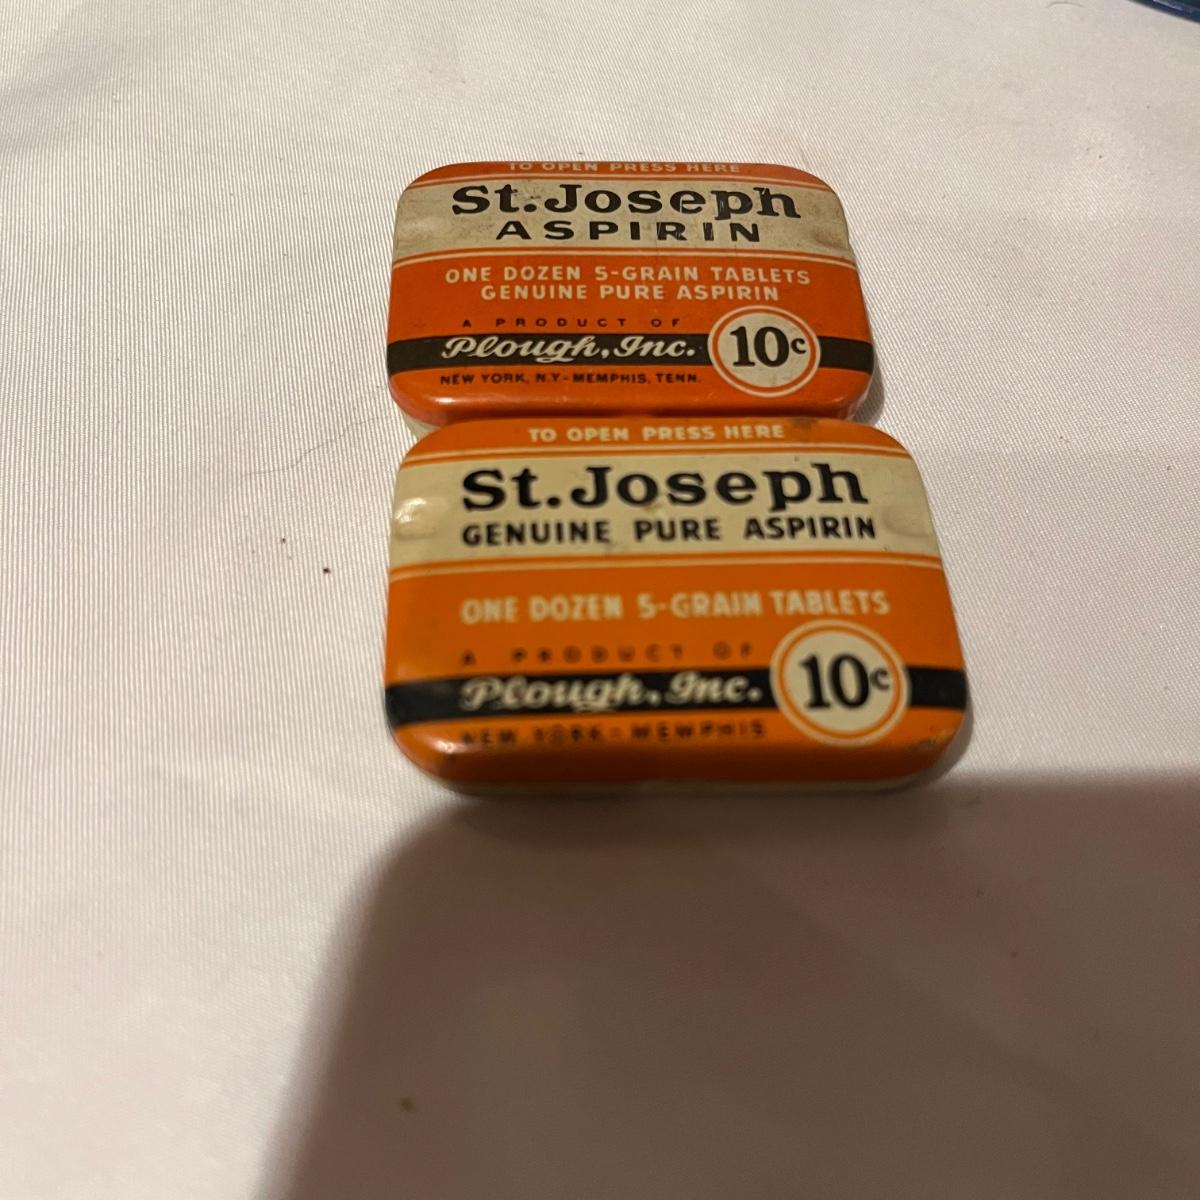 TO OPEN PRESS HERE
St. Joseph
ASPIRIN
ONE DOZEN 5-GRAIN TABLETS
GENUINE PURE ASPIRIN
A PRODUCT OF
Plough, Inc.
10c
NEW YORK, N.Y.-MEMPHIS, TENN.
TO OPEN PRESS HERE
St. Joseph
GENUINE PURE ASPIRIN
ONE DOZEN 5-GRAIN TABLETS
A PRODUCT OF
Plough, Inc.
10c
NEW YORK-MEMPHIS